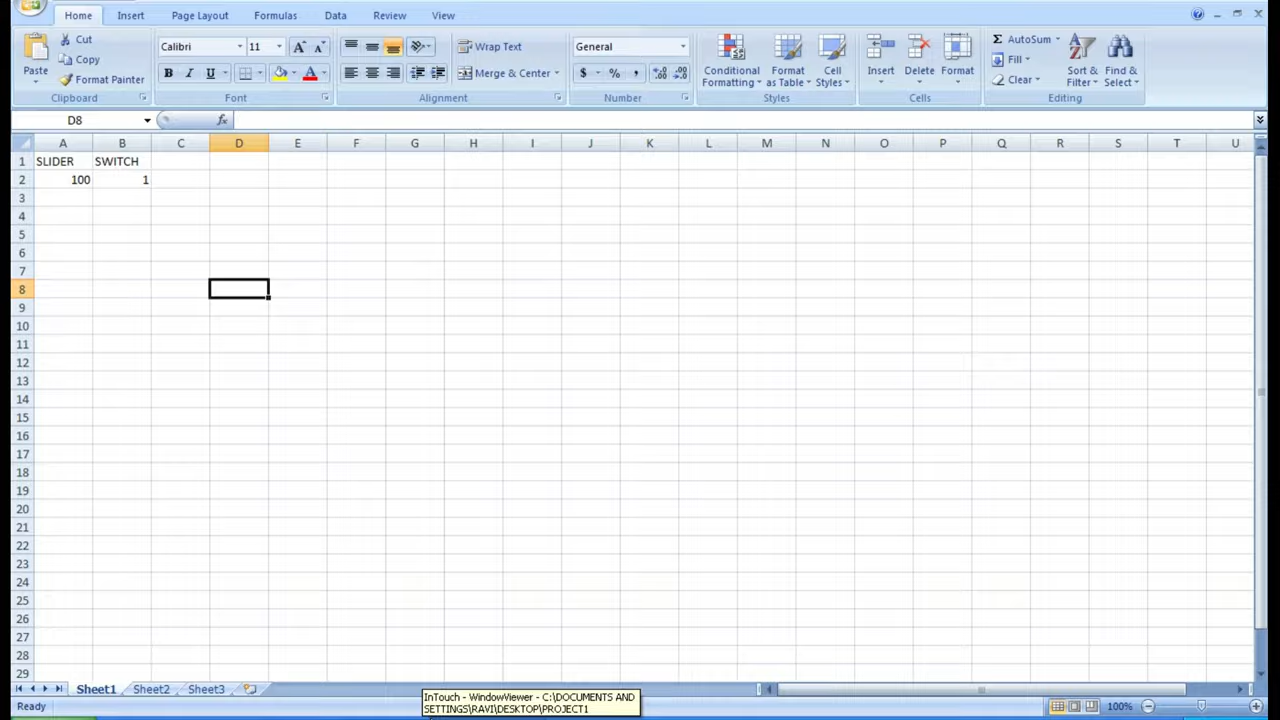 Home Insert Page Layout Formulas Data Review View
Cut
Copy
Format Painter
Paste
Clipboard
Calibri 11
B I U
Font
Wrap Text
Merge & Center
Alignment
General
$ % ,
Number
Conditional Formatting
Format as Table
Cell Styles
Styles
Insert
Delete
Format
Cells
Σ AutoSum
Fill
Clear
Sort & Filter
Find & Select
Editing
D8 fx
A B C D E F G H I J K L M N O P Q R S T U
1 SLIDER SWITCH
2 100 1
3
4
5
6
7
8
9
10
11
12
13
14
15
16
17
18
19
20
21
22
23
24
25
26
27
28
29
Sheet1 Sheet2 Sheet3
InTouch - WindowViewer - C:\DOCUMENTS AND
SETTINGS\RAVI\DESKTOP\PROJECT1
Ready 100%